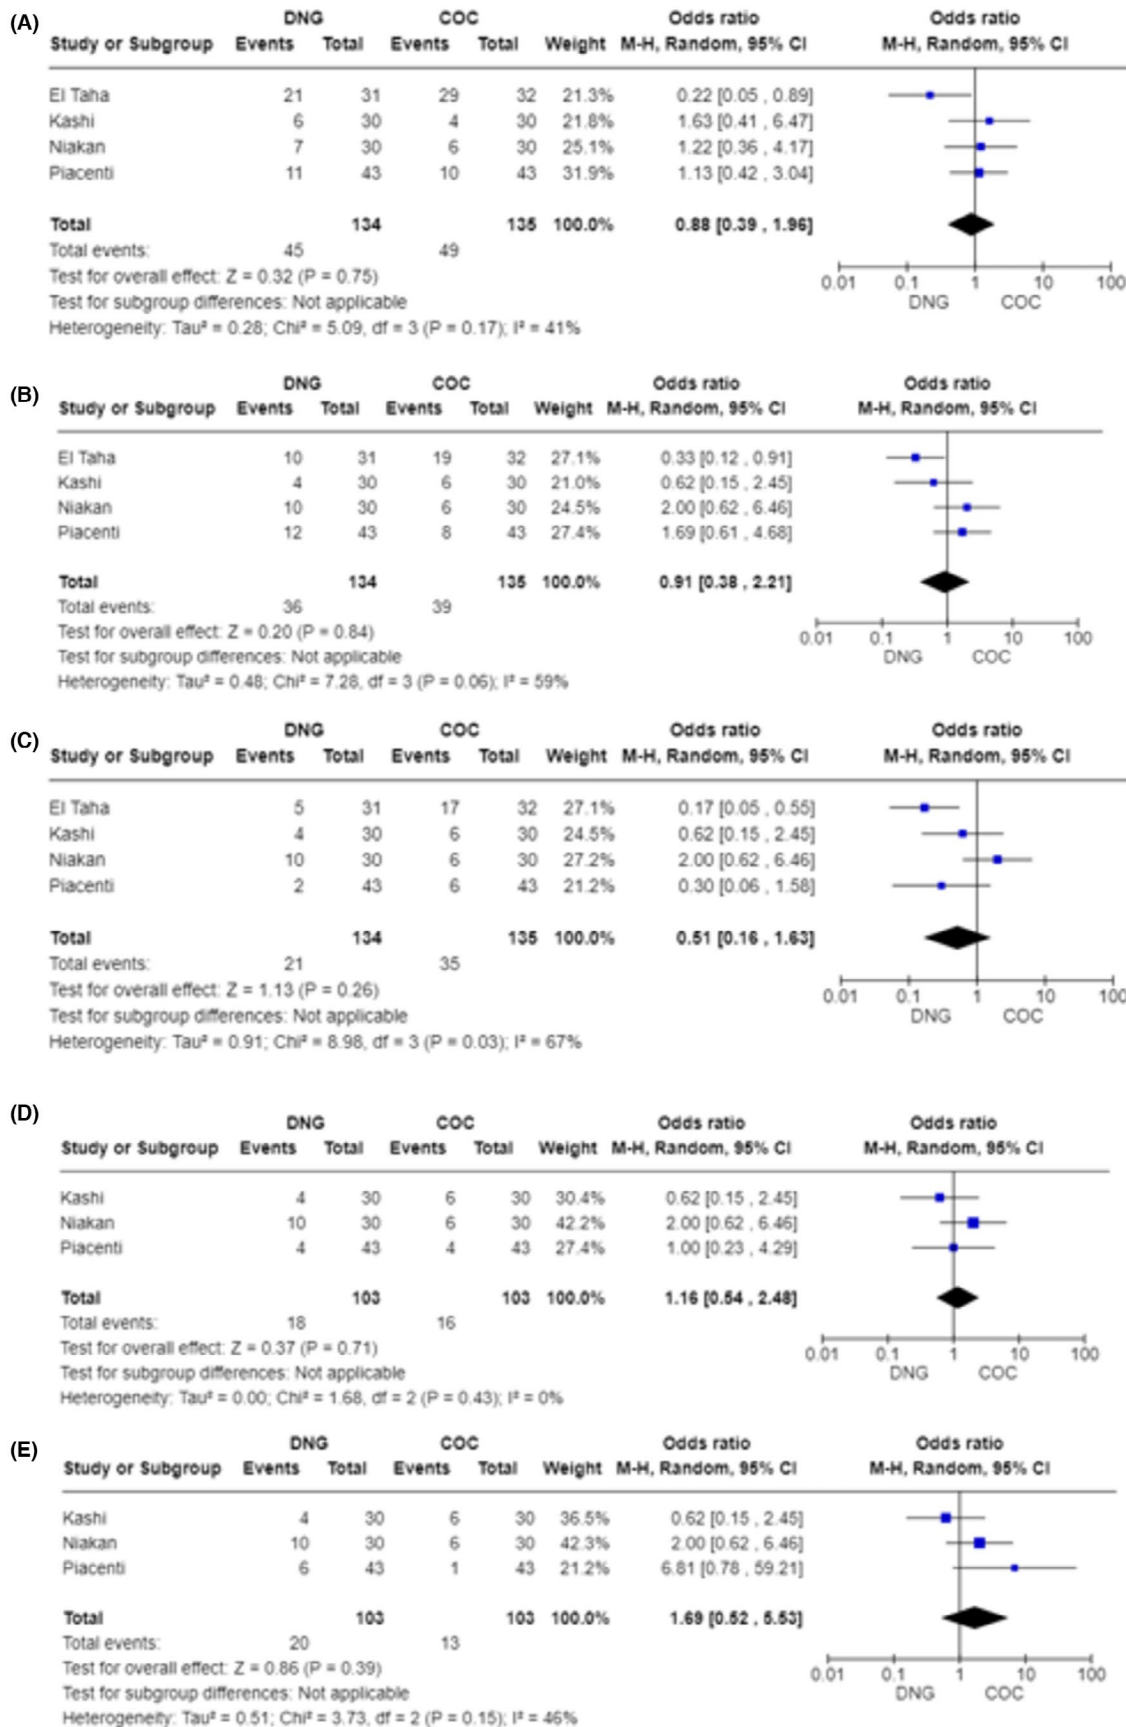 (A)
DNG COC Odds ratio Odds ratio
Study or Subgroup Events Total Events Total Weight M-H, Random, 95% CI M-H, Random, 95% CI
El Taha 21 31 29 32 21.3% 0.22 [0.05 , 0.89]
Kashi 6 30 4 30 21.8% 1.63 [0.41 , 6.47]
Niakan 7 30 6 30 25.1% 1.22 [0.36 , 4.17]
Piacenti 11 43 10 43 31.9% 1.13 [0.42 , 3.04]
Total 134 135 100.0% 0.88 [0.39 , 1.96]
Total events: 45 49
Test for overall effect: Z = 0.32 (P = 0.75)
Test for subgroup differences: Not applicable
Heterogeneity: Tau² = 0.28; Chi² = 5.09, df = 3 (P = 0.17); I² = 41%
0.01 0.1 1 10 100
DNG COC
(B)
DNG COC Odds ratio Odds ratio
Study or Subgroup Events Total Events Total Weight M-H, Random, 95% CI M-H, Random, 95% CI
El Taha 10 31 19 32 27.1% 0.33 [0.12 , 0.91]
Kashi 4 30 6 30 21.0% 0.62 [0.15 , 2.45]
Niakan 10 30 6 30 24.5% 2.00 [0.62 , 6.46]
Piacenti 12 43 8 43 27.4% 1.69 [0.61 , 4.68]
Total 134 135 100.0% 0.91 [0.38 , 2.21]
Total events: 36 39
Test for overall effect: Z = 0.20 (P = 0.84)
Test for subgroup differences: Not applicable
Heterogeneity: Tau² = 0.48; Chi² = 7.28, df = 3 (P = 0.06); I² = 59%
0.01 0.1 1 10 100
DNG COC
(C)
DNG COC Odds ratio Odds ratio
Study or Subgroup Events Total Events Total Weight M-H, Random, 95% CI M-H, Random, 95% CI
El Taha 5 31 17 32 27.1% 0.17 [0.05 , 0.55]
Kashi 4 30 6 30 24.5% 0.62 [0.15 , 2.45]
Niakan 10 30 6 30 27.2% 2.00 [0.62 , 6.46]
Piacenti 2 43 6 43 21.2% 0.30 [0.06 , 1.58]
Total 134 135 100.0% 0.51 [0.16 , 1.63]
Total events: 21 35
Test for overall effect: Z = 1.13 (P = 0.26)
Test for subgroup differences: Not applicable
Heterogeneity: Tau² = 0.91; Chi² = 8.98, df = 3 (P = 0.03); I² = 67%
0.01 0.1 1 10 100
DNG COC
(D)
DNG COC Odds ratio Odds ratio
Study or Subgroup Events Total Events Total Weight M-H, Random, 95% CI M-H, Random, 95% CI
Kashi 4 30 6 30 30.4% 0.62 [0.15 , 2.45]
Niakan 10 30 6 30 42.2% 2.00 [0.62 , 6.46]
Piacenti 4 43 4 43 27.4% 1.00 [0.23 , 4.29]
Total 103 103 100.0% 1.16 [0.54 , 2.48]
Total events: 18 16
Test for overall effect: Z = 0.37 (P = 0.71)
Test for subgroup differences: Not applicable
Heterogeneity: Tau² = 0.00; Chi² = 1.68, df = 2 (P = 0.43); I² = 0%
0.01 0.1 1 10 100
DNG COC
(E)
DNG COC Odds ratio Odds ratio
Study or Subgroup Events Total Events Total Weight M-H, Random, 95% CI M-H, Random, 95% CI
Kashi 4 30 6 30 36.5% 0.62 [0.15 , 2.45]
Niakan 10 30 6 30 42.3% 2.00 [0.62 , 6.46]
Piacenti 6 43 1 43 21.2% 6.81 [0.78 , 59.21]
Total 103 103 100.0% 1.69 [0.52 , 5.53]
Total events: 20 13
Test for overall effect: Z = 0.86 (P = 0.39)
Test for subgroup differences: Not applicable
Heterogeneity: Tau² = 0.51; Chi² = 3.73, df = 2 (P = 0.15); I² = 46%
0.01 0.1 1 10 100
DNG COC